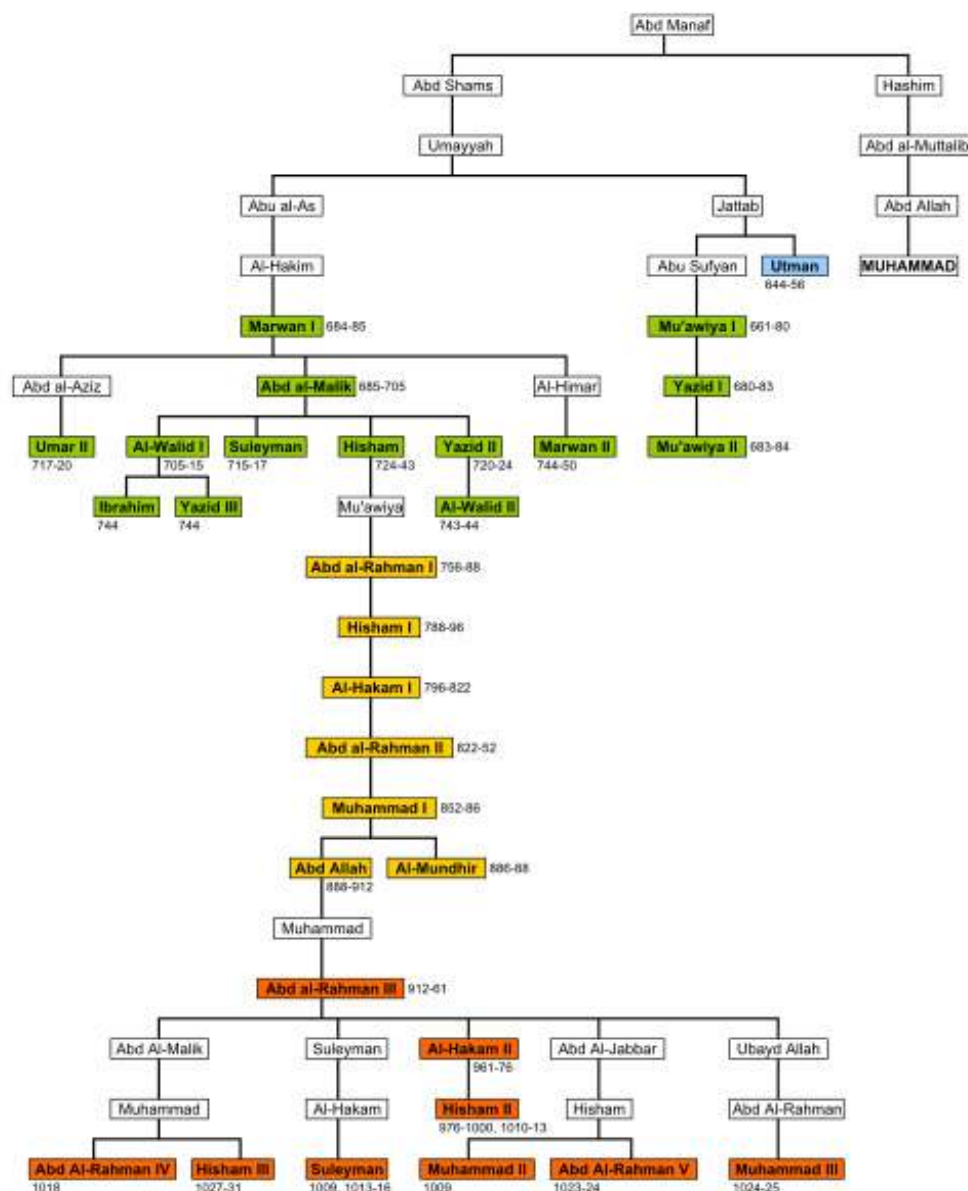 Abd Manaf
Abd Shams
Hashim
Umayyah
Abd al-Muttalib
Abu al-As
Jattab
Abd Allah
Al-Hakim
Abu Sufyan
Utman
MUHAMMAD
644-56
Marwan I 684-85
Mu'awiya I 661-80
Abd al-Aziz
Abd al-Malik 685-705
Al-Himar
Yazid I 680-83
Umar II
Al-Walid I
Suleyman
Hisham
Yazid II
Marwan II
Mu'awiya II 683-84
717-20
705-15
715-17
724-43
720-24
744-50
Ibrahim
Yazid III
Mu'awiya
Al-Walid II
744
744
743-44
Abd al-Rahman I 756-88
Hisham I 788-96
Al-Hakam I 796-822
Abd al-Rahman II 822-52
Muhammad I 852-86
Abd Allah
Al-Mundhir 886-88
888-912
Muhammad
Abd al-Rahman III 912-61
Abd Al-Malik
Suleyman
Al-Hakam II
Abd Al-Jabbar
Ubayd Allah
961-76
Muhammad
Al-Hakam
Hisham II
Hisham
Abd Al-Rahman
976-1000, 1010-13
Abd Al-Rahman IV
Hisham III
Suleyman
Muhammad II
Abd Al-Rahman V
Muhammad III
1018
1027-31
1009, 1013-16
1009
1023-24
1024-25